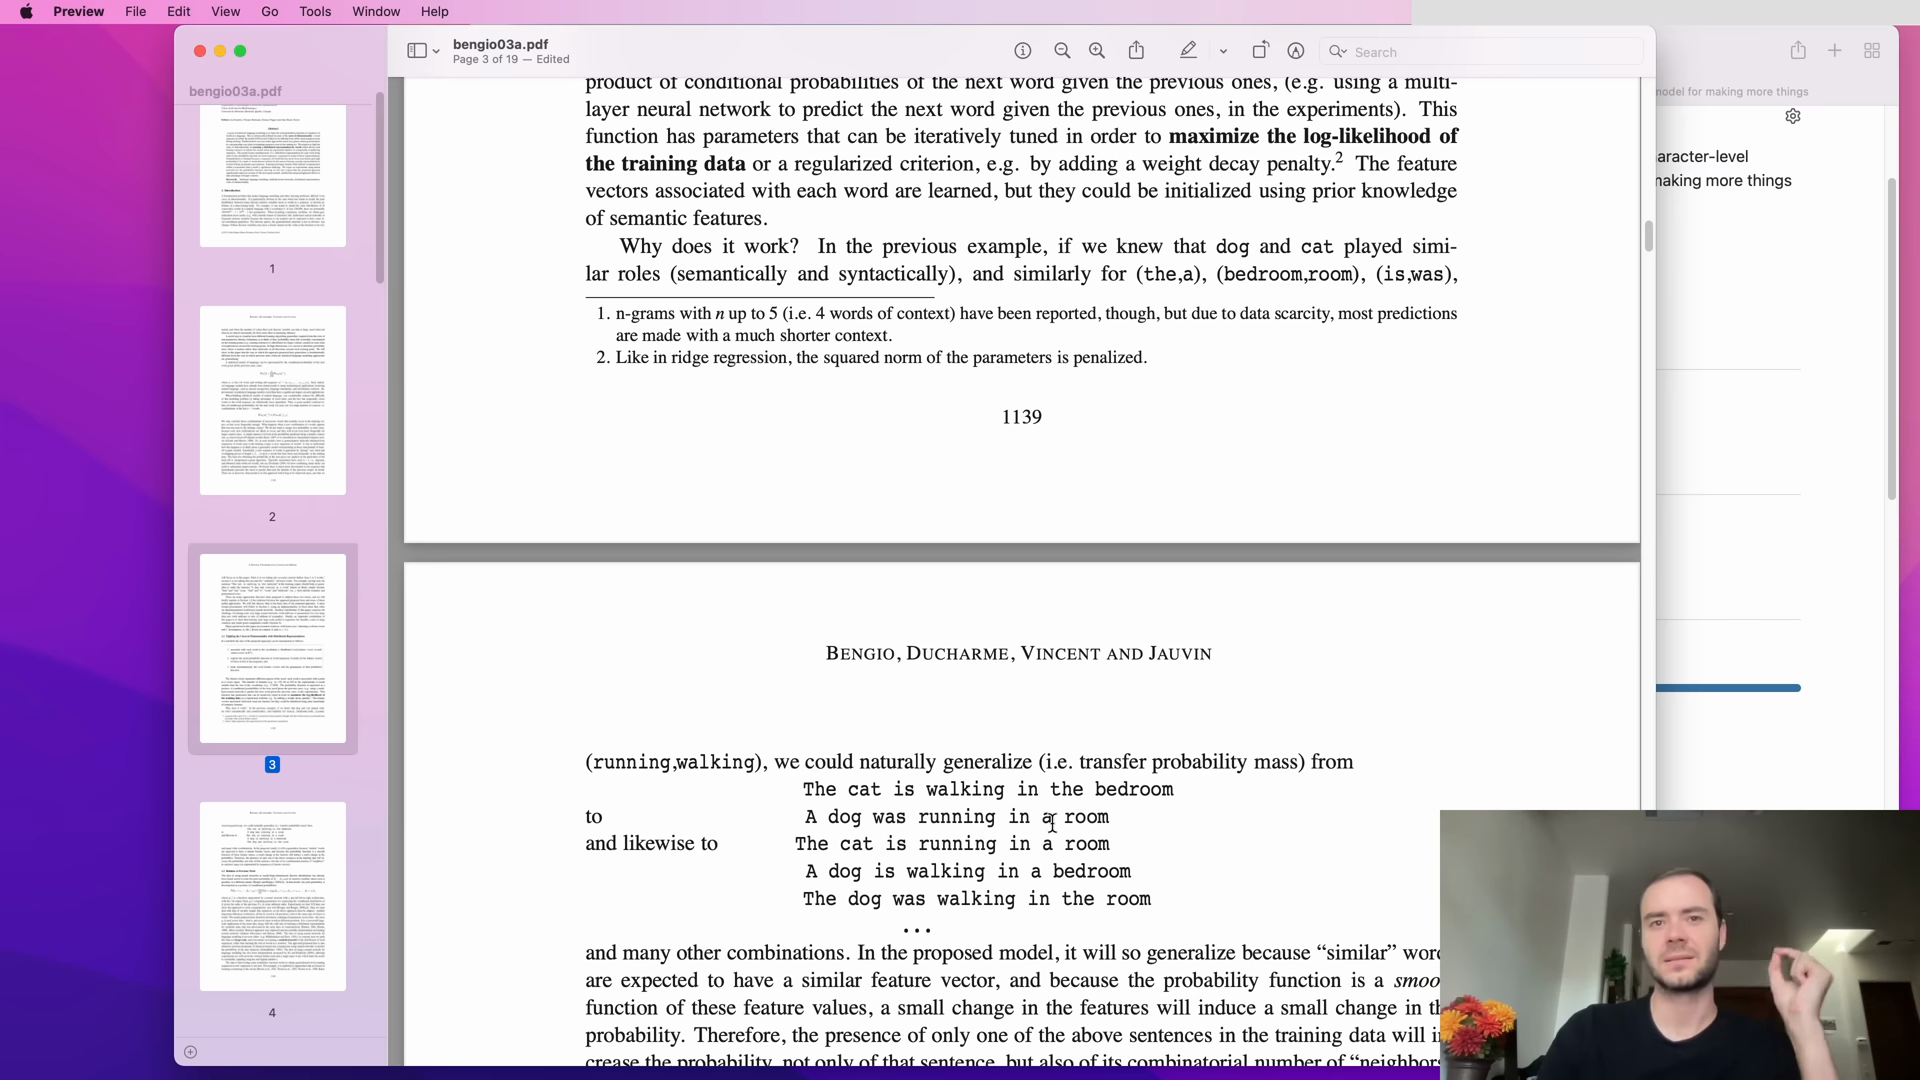 Preview File Edit View Go Tools Window Help
bengio03a.pdf
Page 3 of 19 — Edited
Search
bengio03a.pdf
1
2
3
4
product of conditional probabilities of the next word given the previous ones, (e.g. using a multi-
layer neural network to predict the next word given the previous ones, in the experiments). This
function has parameters that can be iteratively tuned in order to maximize the log-likelihood of
the training data or a regularized criterion, e.g. by adding a weight decay penalty.2 The feature
vectors associated with each word are learned, but they could be initialized using prior knowledge
of semantic features.
Why does it work? In the previous example, if we knew that dog and cat played simi-
lar roles (semantically and syntactically), and similarly for (the,a), (bedroom,room), (is,was),
1. n-grams with n up to 5 (i.e. 4 words of context) have been reported, though, but due to data scarcity, most predictions
are made with a much shorter context.
2. Like in ridge regression, the squared norm of the parameters is penalized.
1139
BENGIO, DUCHARME, VINCENT AND JAUVIN
(running,walking), we could naturally generalize (i.e. transfer probability mass) from
The cat is walking in the bedroom
to A dog was running in a room
and likewise to The cat is running in a room
A dog is walking in a bedroom
The dog was walking in the room
...
and many other combinations. In the proposed model, it will so generalize because “similar” wor
are expected to have a similar feature vector, and because the probability function is a smoo
function of these feature values, a small change in the features will induce a small change in th
probability. Therefore, the presence of only one of the above sentences in the training data will i
crease the probability, not only of that sentence, but also of its combinatorial number of “neighbor
model for making more things
aracter-level
making more things